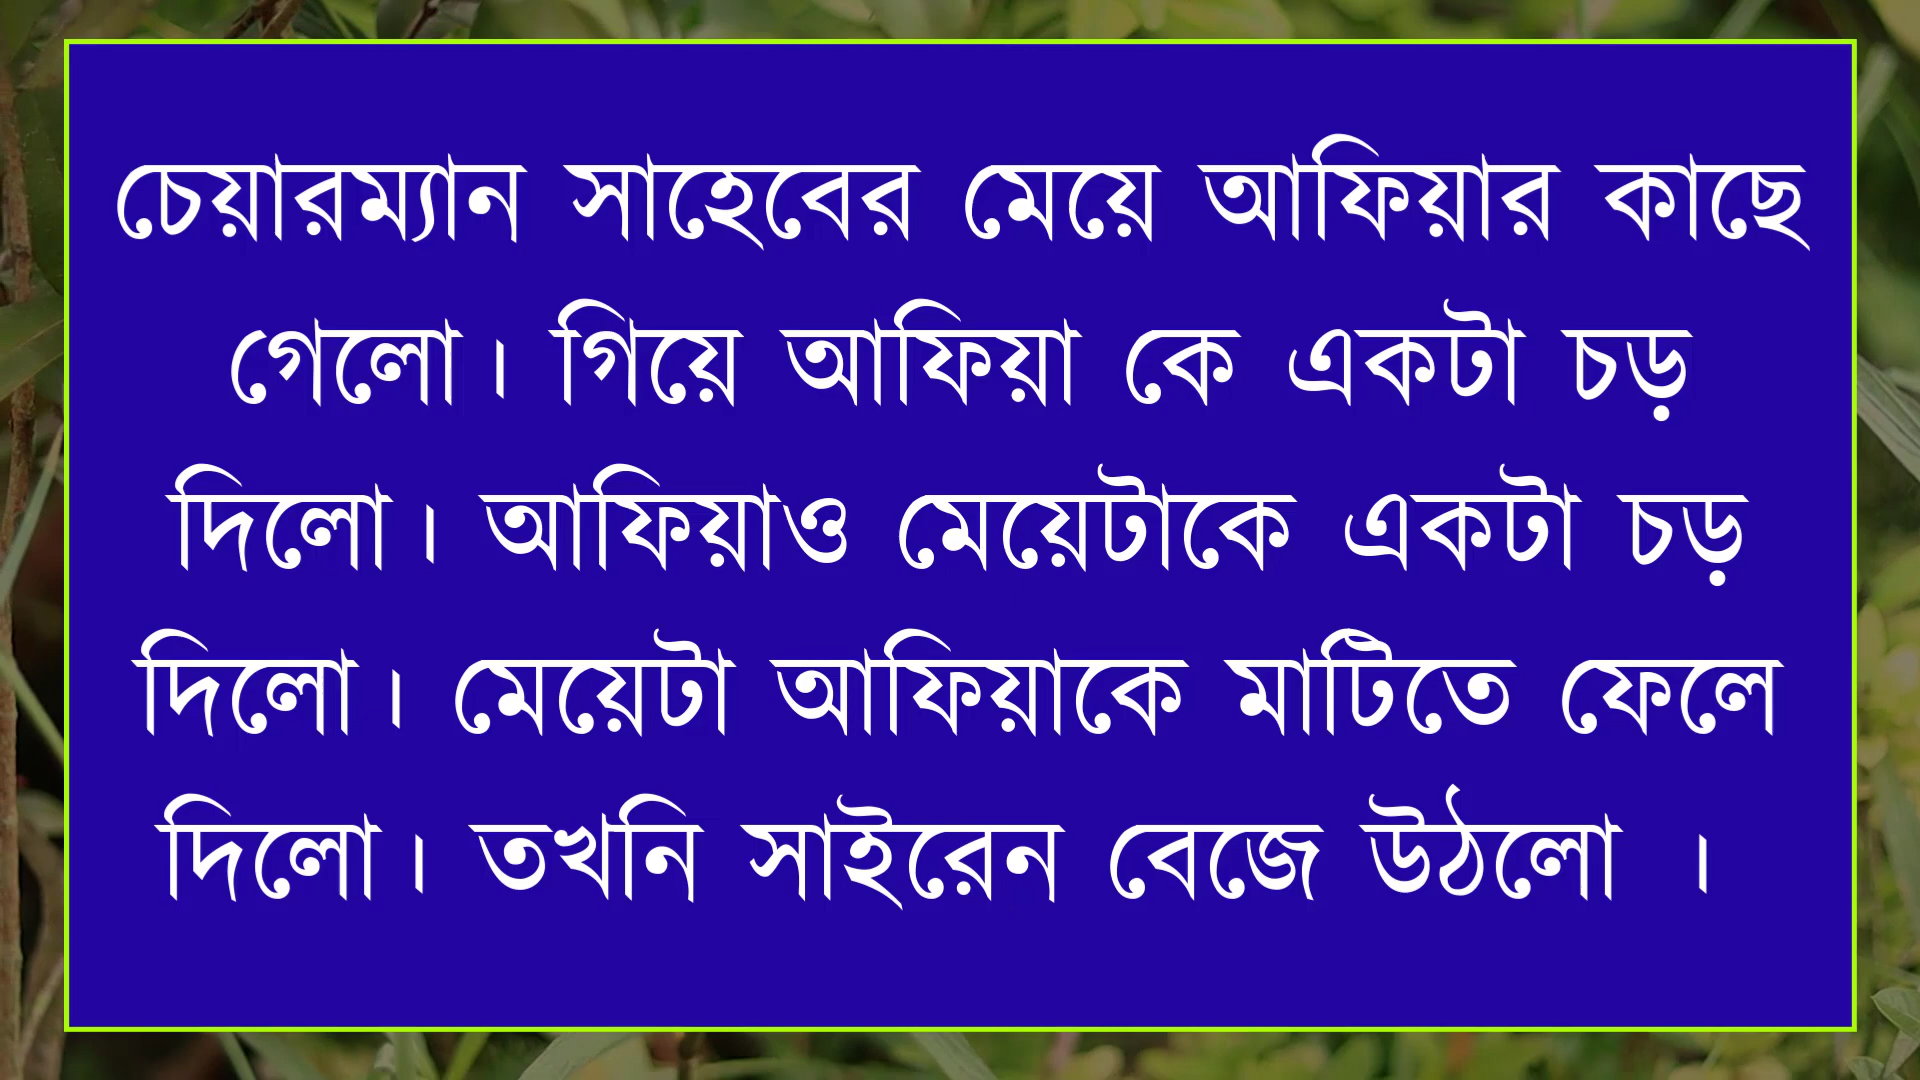 চেয়ারম্যান সাহেবের মেয়ে আফিয়ার কাছে
গেলো। গিয়ে আফিয়া কে একটা চড়
দিলো। আফিয়াও মেয়েটাকে একটা চড়
দিলো। মেয়েটা আফিয়াকে মাটিতে ফেলে
দিলো। তখনি সাইরেন বেজে উঠলো ।